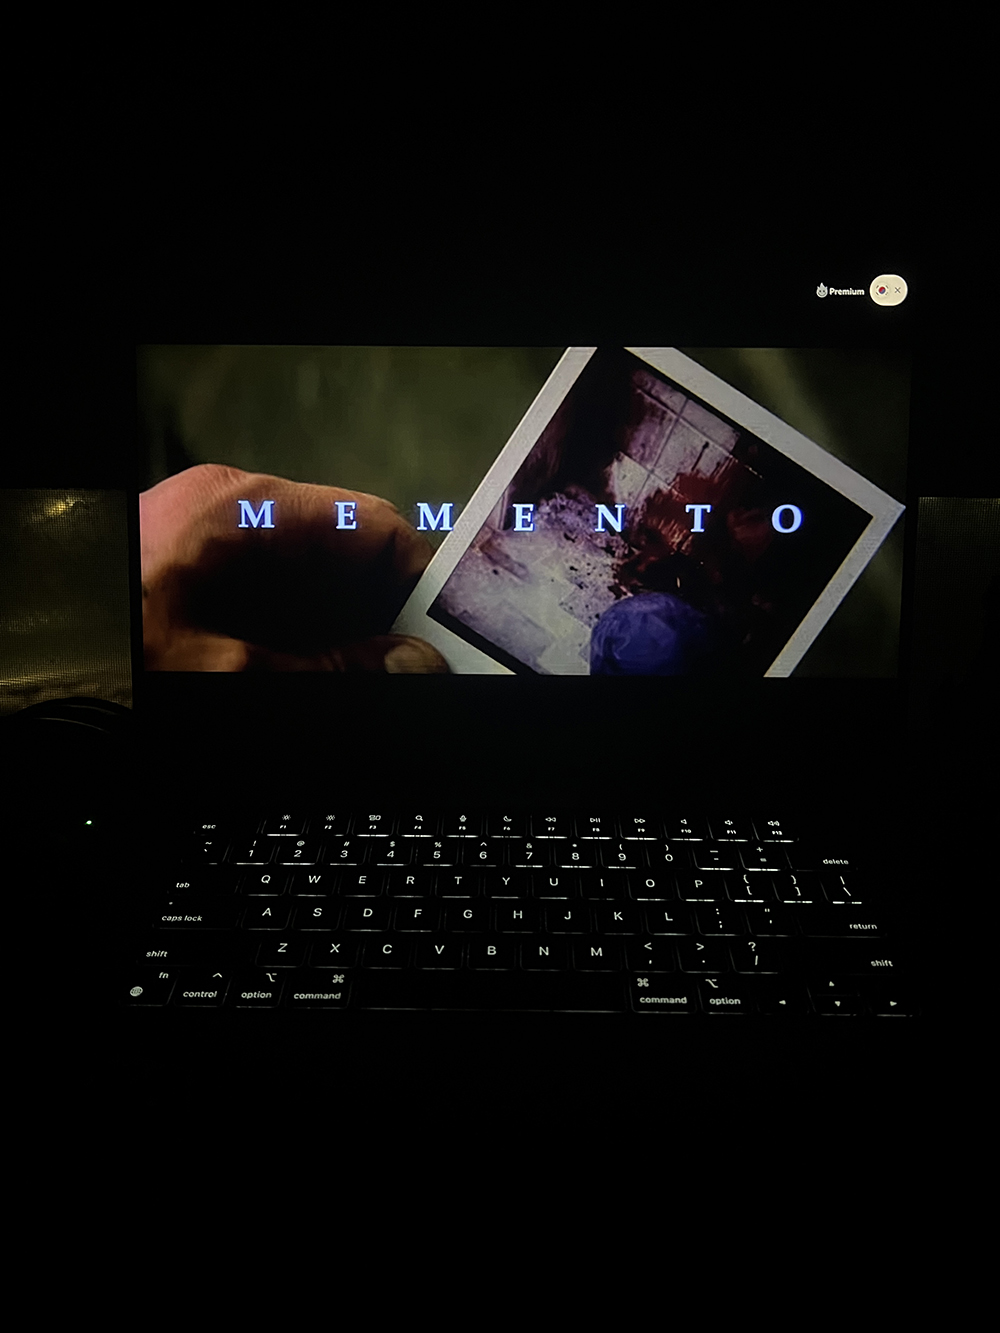 Premium
MEMENTO
esc F1 F2 F3 F4 F5 F6 F7 F8 F9 F10 F11 F12
~ ! @ # $ % ^ & * ( ) _ +
` 1 2 3 4 5 6 7 8 9 0 - = delete
tab Q W E R T Y U I O P { [ } ] | \
caps lock A S D F G H J K L : ; " ' return
shift Z X C V B N M < , > . ? / shift
fn control option command command option